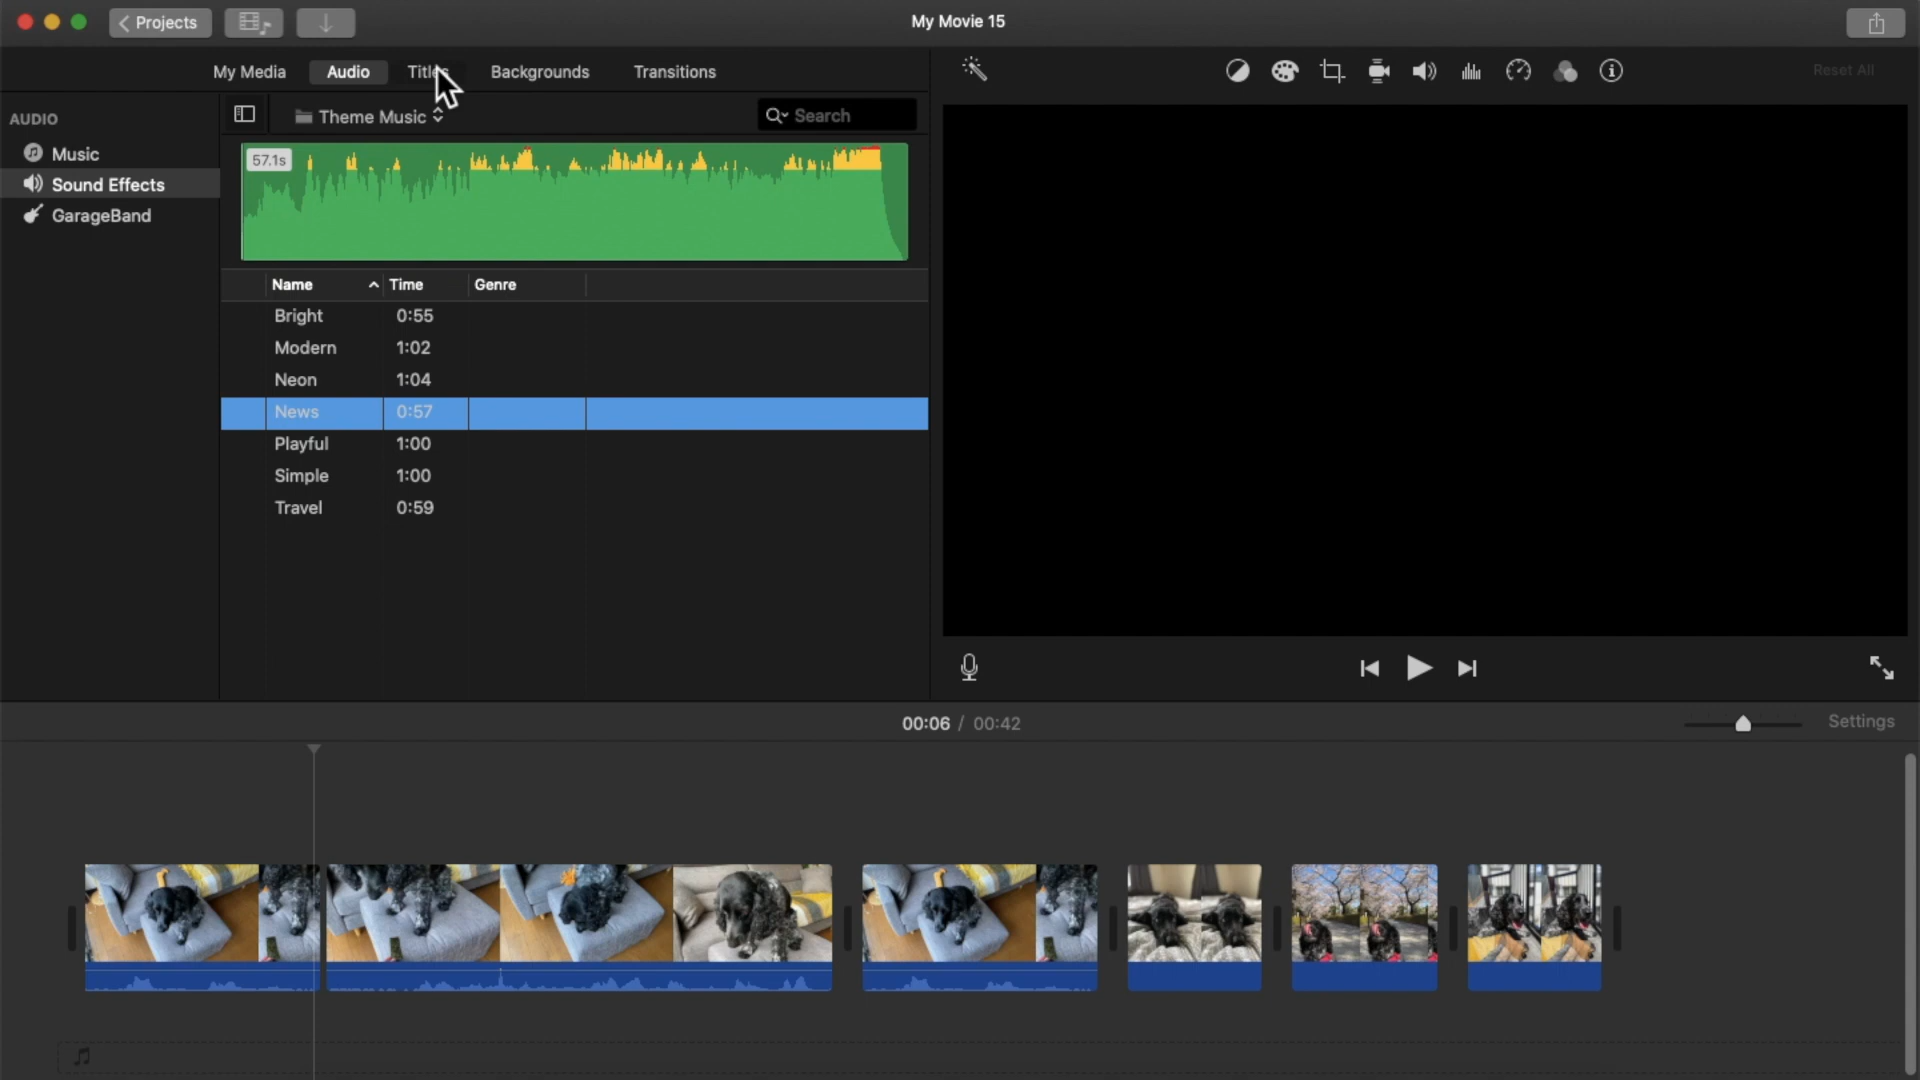 Projects
My Movie 15
My Media Audio Titles Backgrounds Transitions
Reset All
AUDIO
Music
Sound Effects
GarageBand
Theme Music
Search
57.1s
Name Time Genre
Bright 0:55
Modern 1:02
Neon 1:04
News 0:57
Playful 1:00
Simple 1:00
Travel 0:59
00:06 / 00:42
Settings